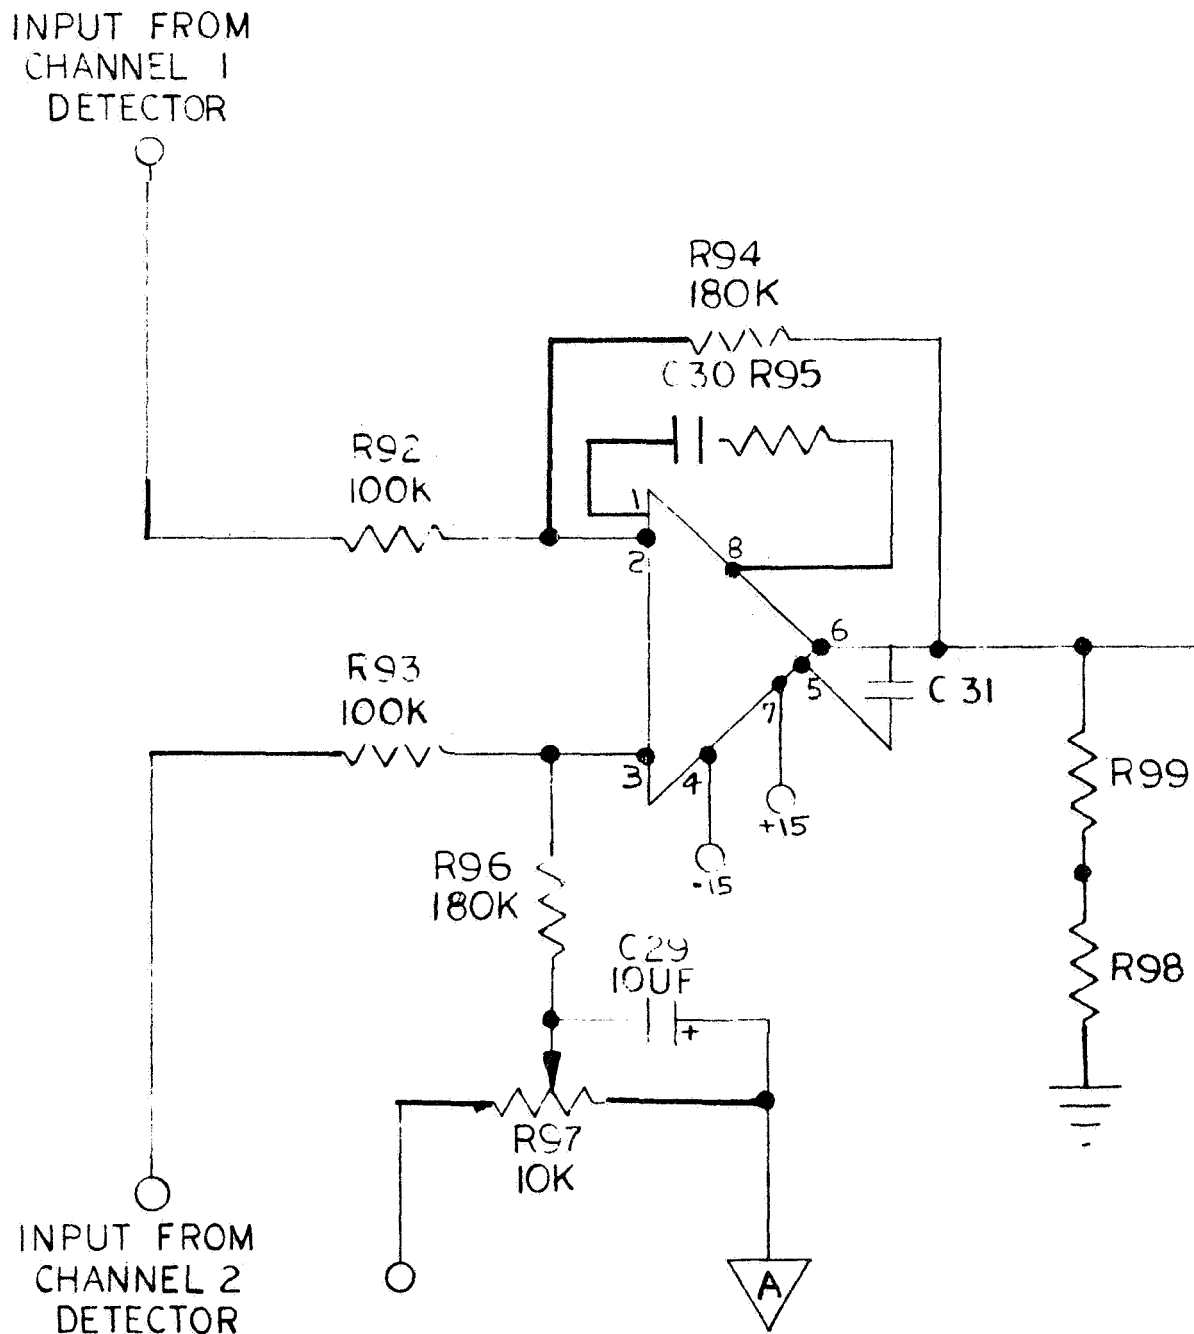 INPUT FROM
CHANNEL 1
DETECTOR
R94
180K
C30 R95
R92
100K
1
2
8
6
R93
100K
5
C31
7
3
4
+15
R99
-15
R96
180K
C29
10UF
+
R98
R97
10K
INPUT FROM
CHANNEL 2
DETECTOR
A